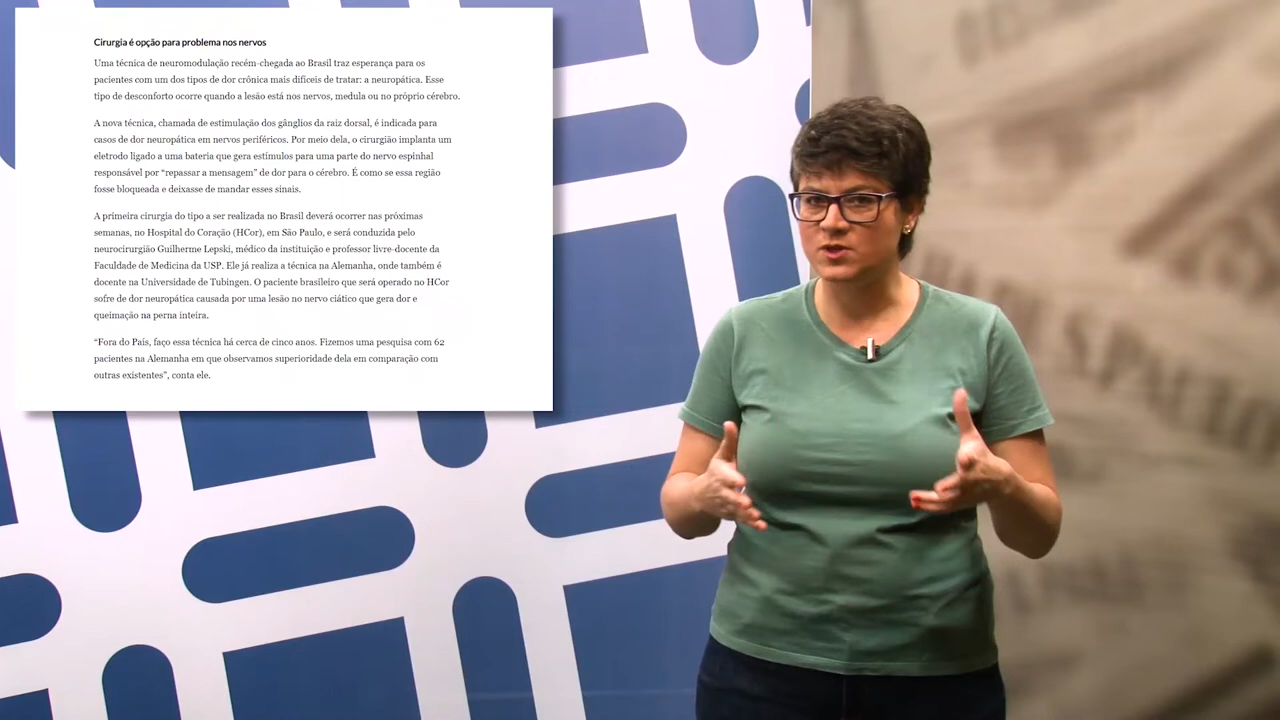 Cirurgia é opção para problema nos nervos
Uma técnica de neuromodulação recém-chegada ao Brasil traz esperança para os
pacientes com um dos tipos de dor crônica mais difíceis de tratar: a neuropática. Esse
tipo de desconforto ocorre quando a lesão está nos nervos, medula ou no próprio cérebro.
A nova técnica, chamada de estimulação dos gânglios da raiz dorsal, é indicada para
casos de dor neuropática em nervos periféricos. Por meio dela, o cirurgião implanta um
eletrodo ligado a uma bateria que gera estímulos para uma parte do nervo espinhal
responsável por “repassar a mensagem” de dor para o cérebro. É como se essa região
fosse bloqueada e deixasse de mandar esses sinais.
A primeira cirurgia do tipo a ser realizada no Brasil deverá ocorrer nas próximas
semanas, no Hospital do Coração (HCor), em São Paulo, e será conduzida pelo
neurocirurgião Guilherme Lepski, médico da instituição e professor livre-docente da
Faculdade de Medicina da USP. Ele já realiza a técnica na Alemanha, onde também é
docente na Universidade de Tubingen. O paciente brasileiro que será operado no HCor
sofre de dor neuropática causada por uma lesão no nervo ciático que gera dor e
queimação na perna inteira.
“Fora do País, faço essa técnica há cerca de cinco anos. Fizemos uma pesquisa com 62
pacientes na Alemanha em que observamos superioridade dela em comparação com
outras existentes”, conta ele.